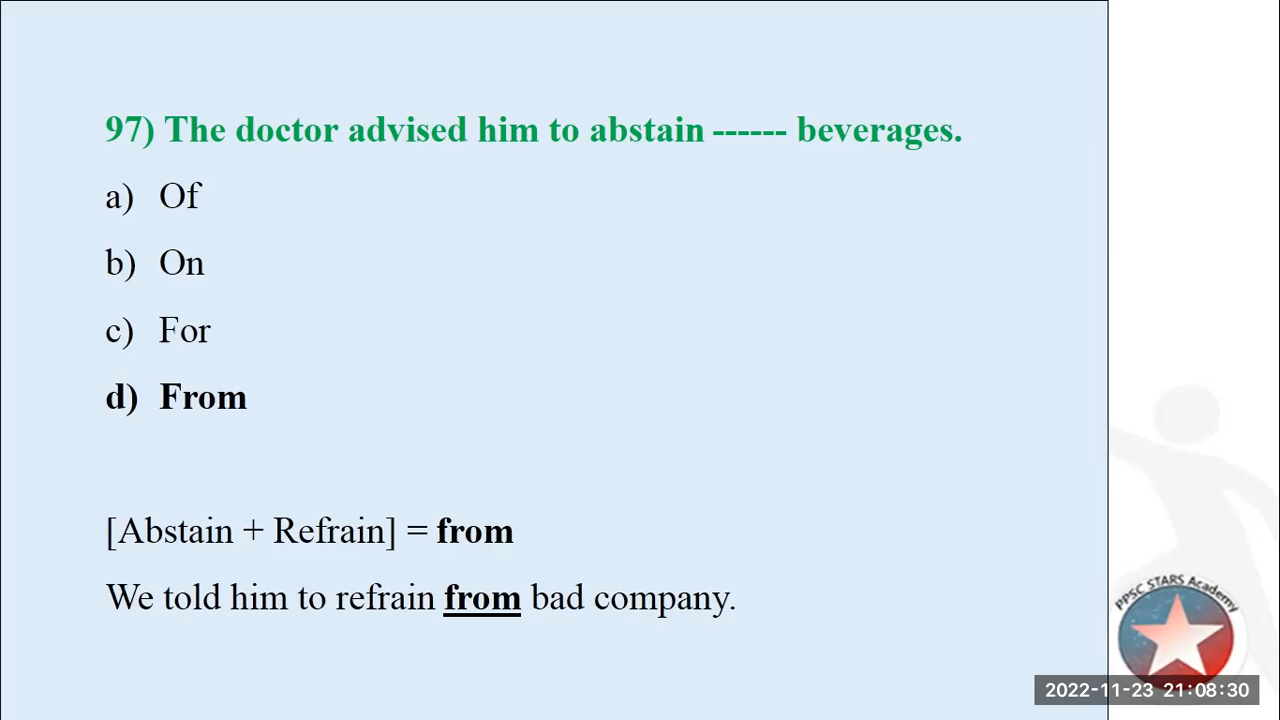 97) The doctor advised him to abstain ------ beverages.
a) Of
b) On
c) For
d) From
[Abstain + Refrain] = from
We told him to refrain from bad company.
PPSC STARS Academy
2022-11-23 21:08:30